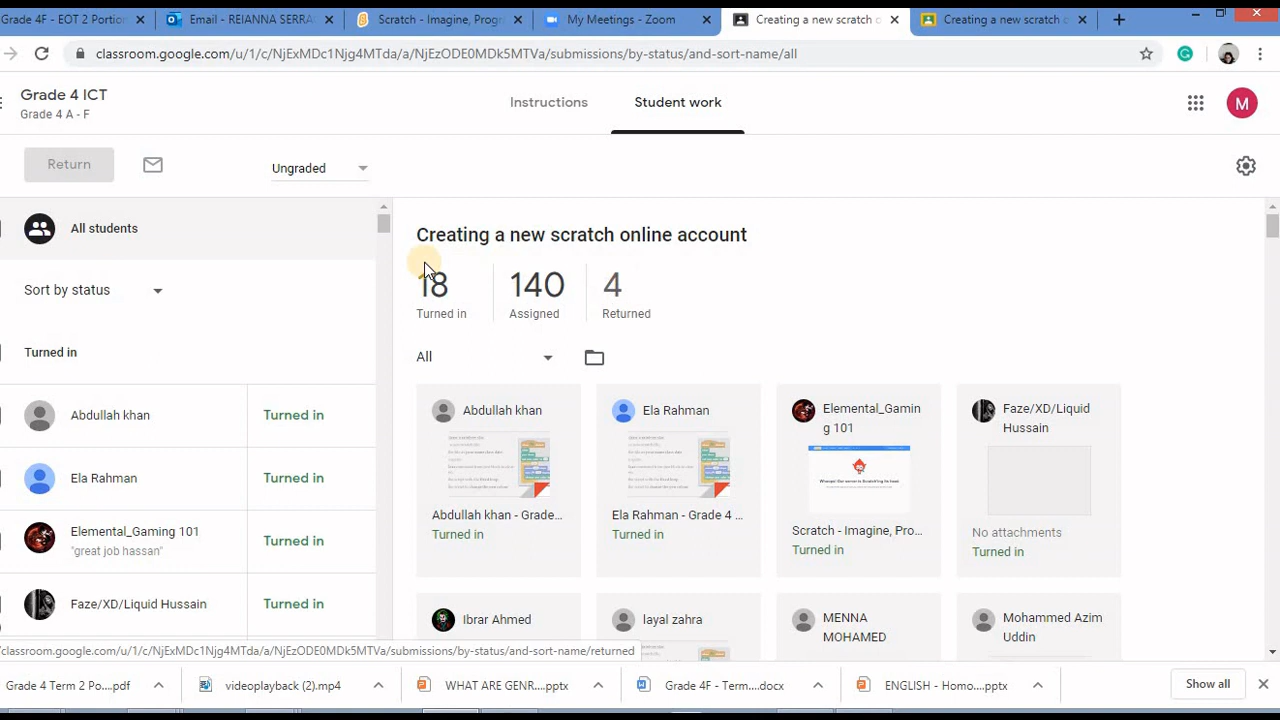 Grade 4F - EOT 2 Portion
Email - REIANNA SERRA
Scratch - Imagine, Progr
My Meetings - Zoom
Creating a new scratch o
Creating a new scratch o
classroom.google.com/u/1/c/NjExMDc1Njg4MTda/a/NjEzODE0MDk5MTVa/submissions/by-status/and-sort-name/all
Grade 4 ICT
Grade 4 A - F
Instructions
Student work
M
Return
Ungraded
All students
Sort by status
Turned in
Abdullah khan
Turned in
Ela Rahman
Turned in
Elemental_Gaming 101
"great job hassan"
Turned in
Faze/XD/Liquid Hussain
Turned in
Creating a new scratch online account
18
Turned in
140
Assigned
4
Returned
All
Abdullah khan
Abdullah khan - Grade...
Turned in
Ela Rahman
Ela Rahman - Grade 4 ...
Turned in
Elemental_Gamin
g 101
Scratch - Imagine, Pro...
Turned in
Faze/XD/Liquid
Hussain
No attachments
Turned in
Ibrar Ahmed
layal zahra
MENNA
MOHAMED
Mohammed Azim
Uddin
classroom.google.com/u/1/c/NjExMDc1Njg4MTda/a/NjEzODE0MDk5MTVa/submissions/by-status/and-sort-name/returned
Grade 4 Term 2 Po....pdf
videoplayback (2).mp4
WHAT ARE GENR....pptx
Grade 4F - Term....docx
ENGLISH - Homo....pptx
Show all